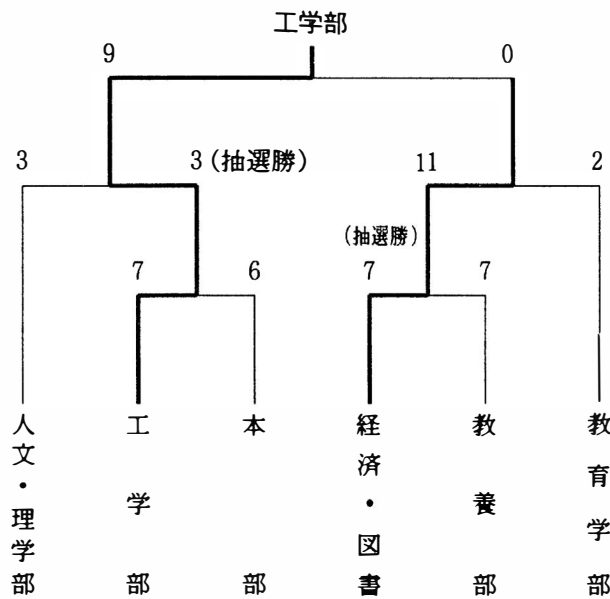 工学部
9
0
3
3(抽選勝)
11
2
(抽選勝)
7
6
7
7
人文・理学部
工学部
本部
経済・図書
教養部
教育学部